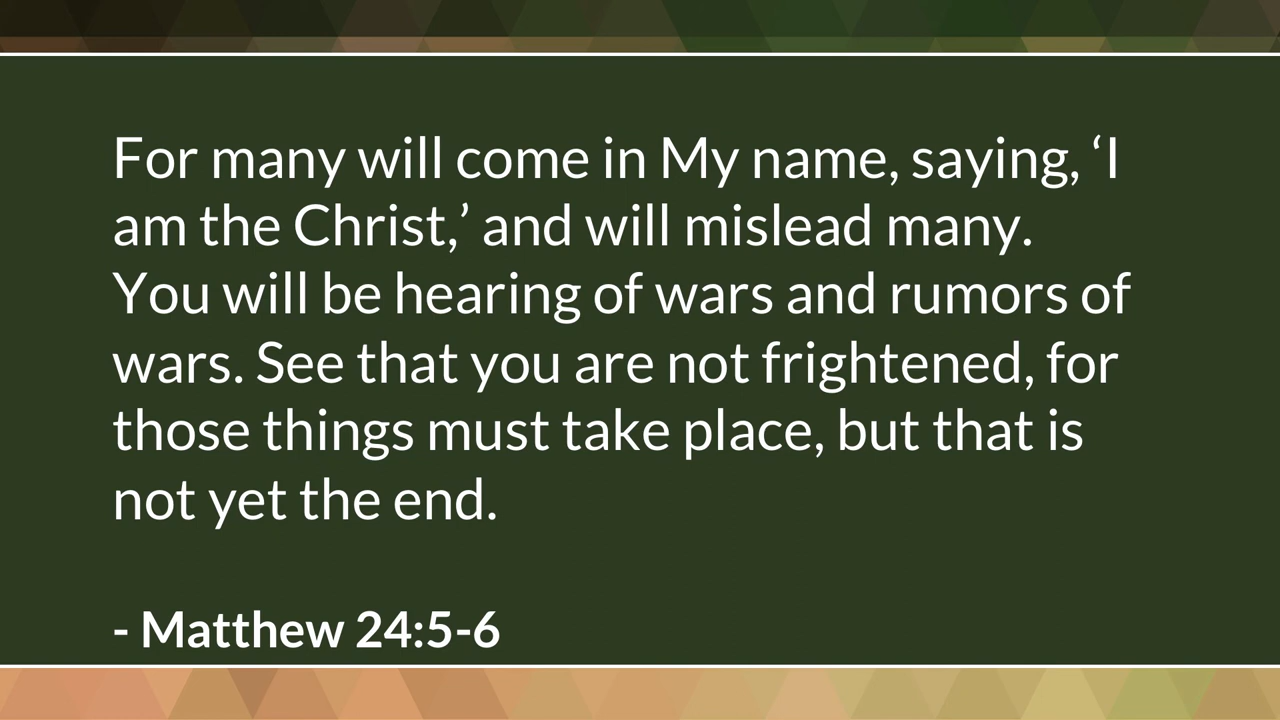 For many will come in My name, saying, ‘I
am the Christ,’ and will mislead many.
You will be hearing of wars and rumors of
wars. See that you are not frightened, for
those things must take place, but that is
not yet the end.
- Matthew 24:5-6